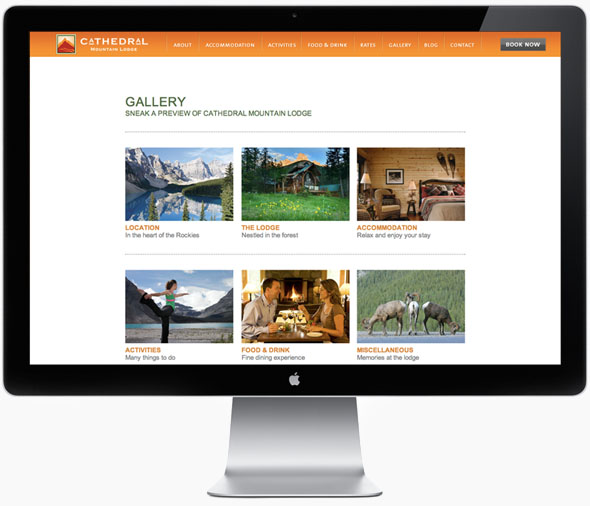 CATHEDRAL
MOUNTAIN LODGE
ABOUT ACCOMMODATION ACTIVITIES FOOD & DRINK RATES GALLERY BLOG CONTACT BOOK NOW
GALLERY
SNEAK A PREVIEW OF CATHEDRAL MOUNTAIN LODGE
LOCATION
In the heart of the Rockies
THE LODGE
Nestled in the forest
ACCOMMODATION
Relax and enjoy your stay
ACTIVITIES
Many things to do
FOOD & DRINK
Fine dining experience
MISCELLANEOUS
Memories at the lodge